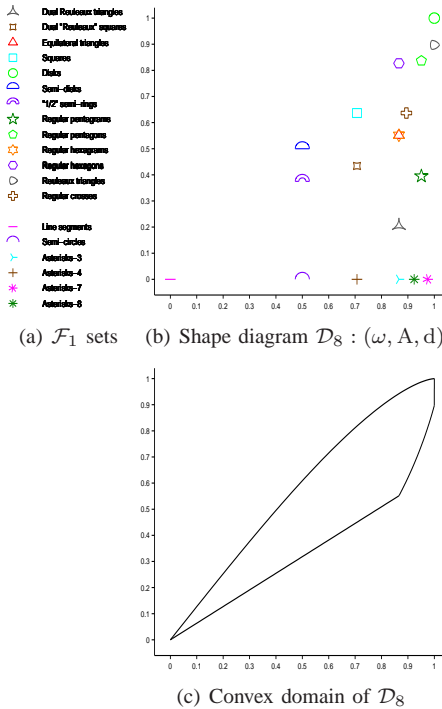 Dual Reuleaux triangles
Dual "Reuleaux" squares
Equilateral triangles
Squares
Disks
Semi-disks
"1/2" semi-rings
Regular pentagrams
Regular pentagons
Regular hexagrams
Regular hexagons
Reuleaux triangles
Regular crosses
Line segments
Semi-circles
Asterisks-3
Asterisks-4
Asterisks-7
Asterisks-8
(a) F₁ sets
1
0.9
0.8
0.7
0.6
0.5
0.4
0.3
0.2
0.1
0
0 0.1 0.2 0.3 0.4 0.5 0.6 0.7 0.8 0.9 1
(b) Shape diagram D₈ : (ω, A, d)
1
0.9
0.8
0.7
0.6
0.5
0.4
0.3
0.2
0.1
0
0 0.1 0.2 0.3 0.4 0.5 0.6 0.7 0.8 0.9 1
(c) Convex domain of D₈